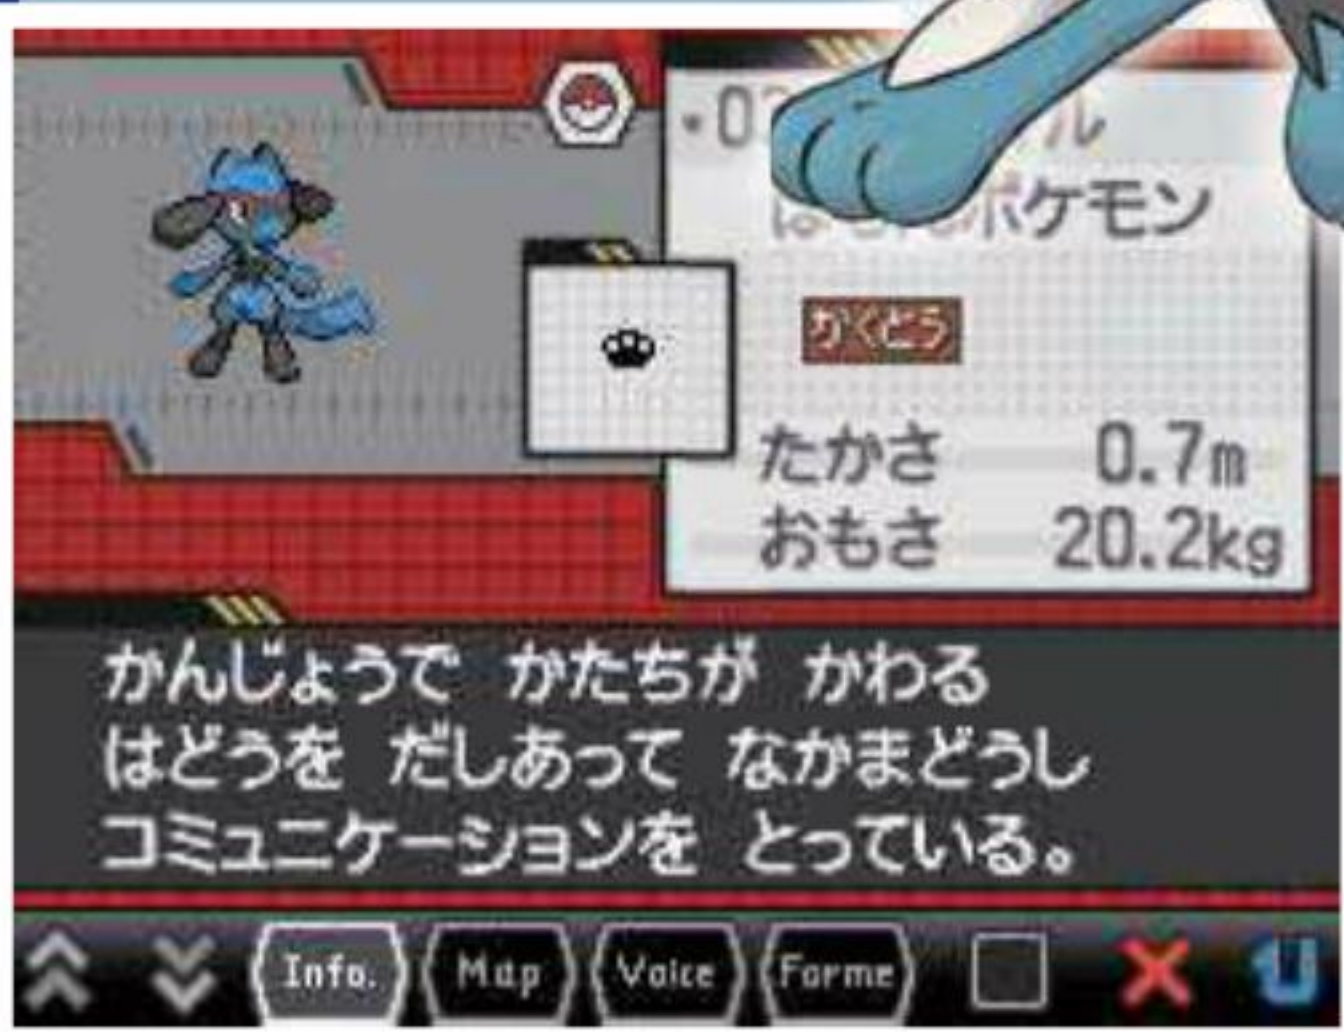 ル
ポケモン
かくとう
たかさ 0.7m
おもさ 20.2kg
かんじょうで かたちが かわる
はどうを だしあって なかまどうし
コミュニケーションを とっている。
Info. Map Voice Forme